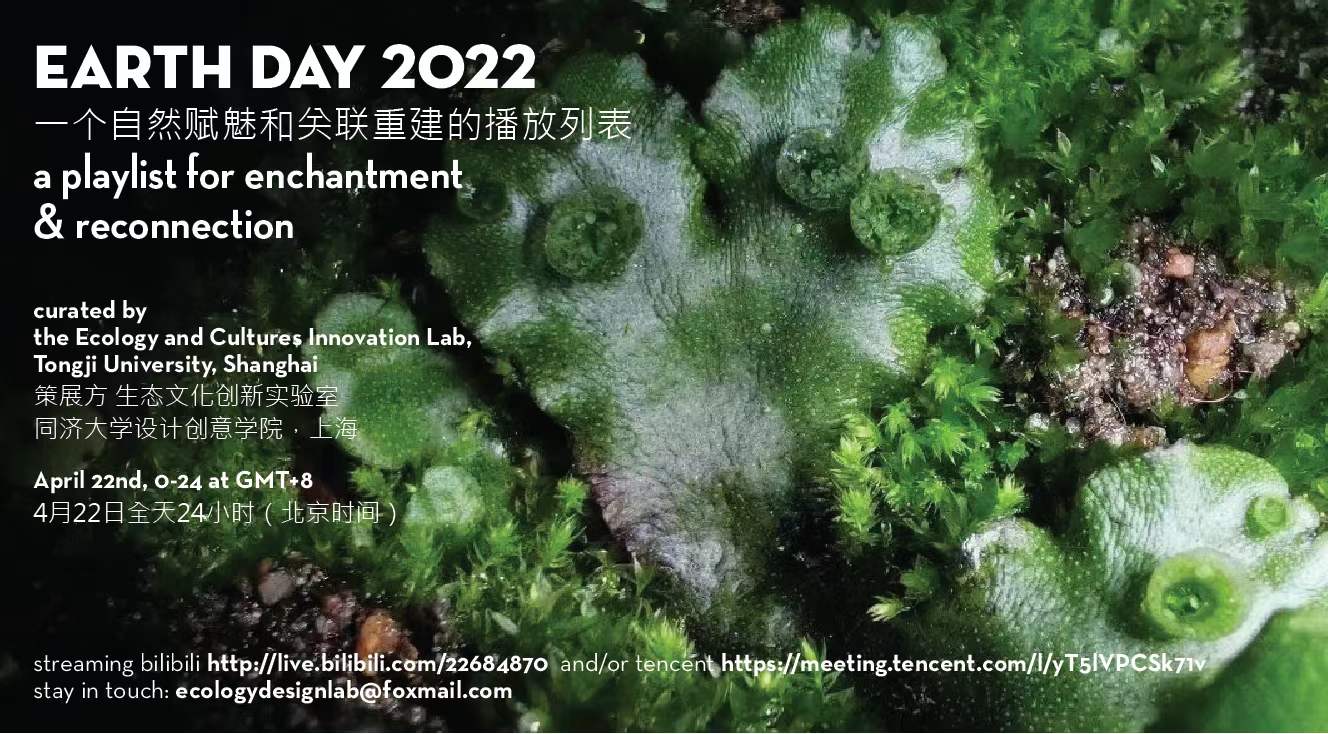 EARTH DAY 2022
一个自然赋魅和关联重建的播放列表
a playlist for enchantment
& reconnection
curated by
the Ecology and Cultures Innovation Lab,
Tongji University, Shanghai
策展方 生态文化创新实验室
同济大学设计创意学院，上海
April 22nd, 0-24 at GMT+8
4月22日全天24小时（北京时间）
streaming bilibili http://live.bilibili.com/22684870 and/or tencent https://meeting.tencent.com/l/yT5lVPCSk71v
stay in touch: ecologydesignlab@foxmail.com